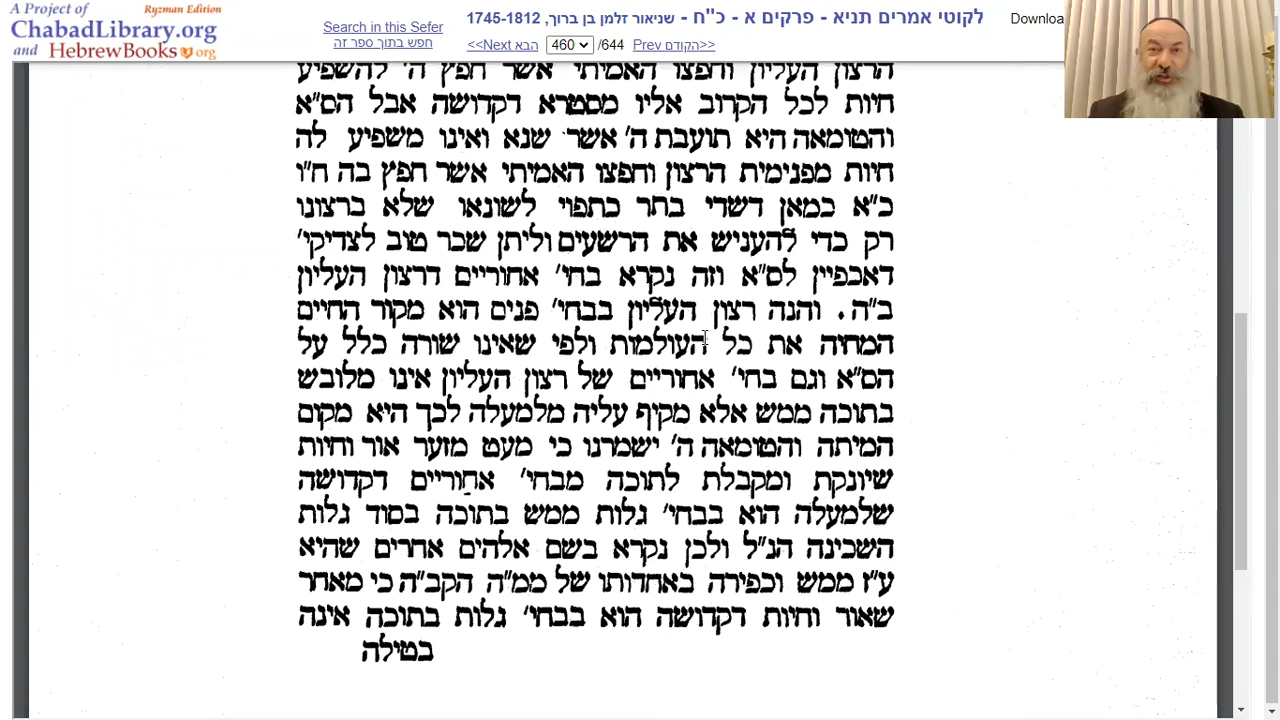 A Project of
Ryzman Edition
ChabadLibrary.org
and HebrewBooks.org
Search in this Sefer
חפש בתוך ספר זה
לקוטי אמרים תניא - פרקים א - כ"ח - שניאור זלמן בן ברוך, 1745-1812
Downloa
<<Next הבא 460 /644 Prev הקודם>>
הרצון העליון וחפצו האמיתי אשר חפץ ה' להשפיע
חיות לכל הקרוב אליו מסטרא דקדושה אבל הס"א
והטומאה היא תועבת ה' אשר שנא ואינו משפיע לה
חיות מפנימית הרצון וחפצו האמיתי אשר חפץ בה ח"ו
כ"א כמאן דשדי בתר כתפוי לשונאו שלא ברצונו
רק כדי להעניש את הרשעים וליתן שכר טוב לצדיקי'
דאכפיין לס"א וזה נקרא בחי' אחוריים דרצון העליון
ב"ה. והנה רצון העליון בבחי' פנים הוא מקור החיים
המחיה את כל העולמות ולפי שאינו שורה כלל על
הס"א וגם בחי' אחוריים של רצון העליון אינו מלובש
בתוכה ממש אלא מקיף עליה מלמעלה לכך היא מקום
המיתה והטומאה ה' ישמרנו כי מעט מזער אור וחיות
שיונקת ומקבלת לתוכה מבחי' אחוריים דקדושה
שלמעלה הוא בבחי' גלות ממש בתוכה בסוד גלות
השכינה הנ"ל ולכן נקרא בשם אלהים אחרים שהיא
ע"ז ממש וכפירה באחדותו של ממ"ה הקב"ה כי מאחר
שאור וחיות דקדושה הוא בבחי' גלות בתוכה אינה
בטילה